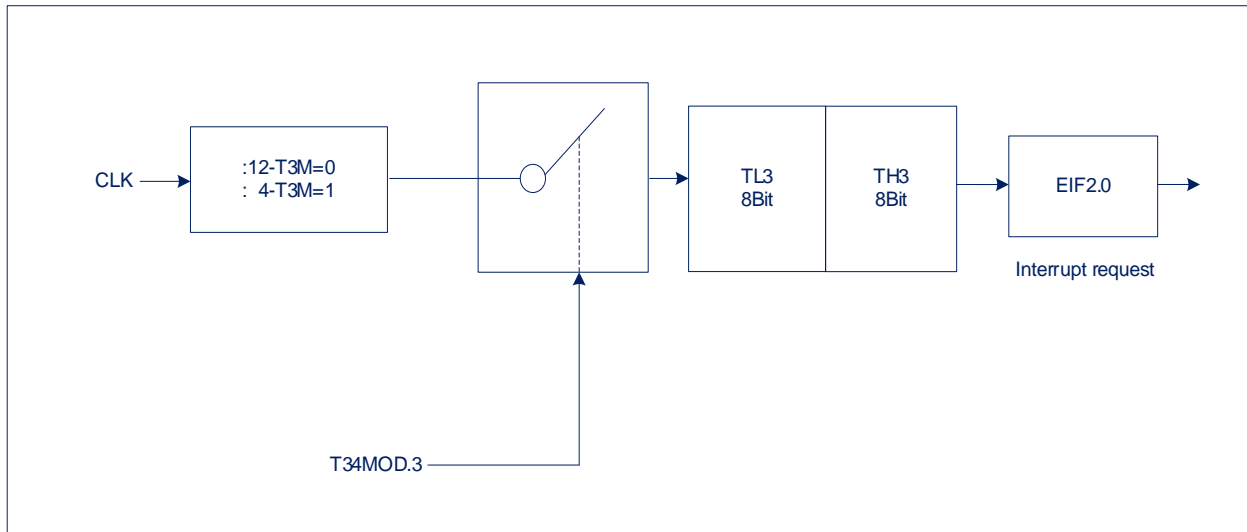 CLK
:12-T3M=0
: 4-T3M=1
TL3
8Bit
TH3
8Bit
EIF2.0
Interrupt request
T34MOD.3